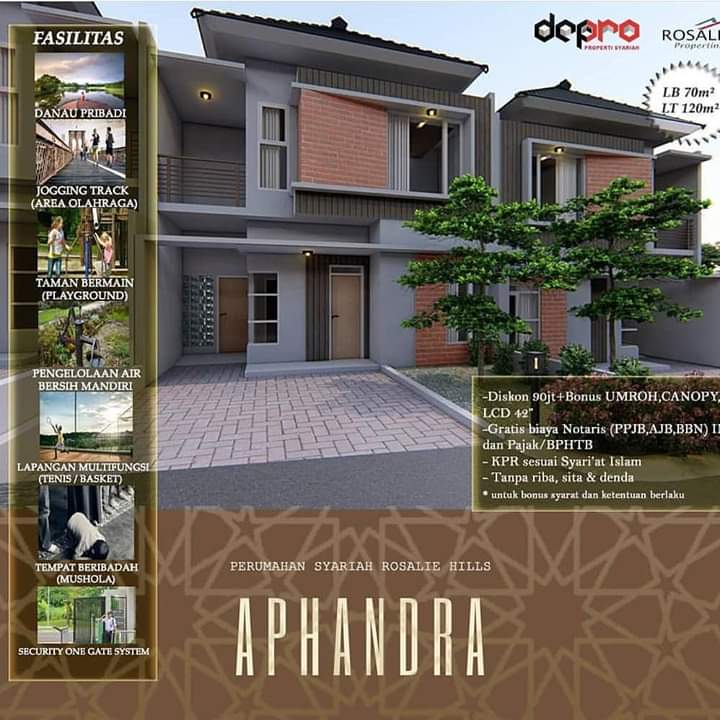 FASILITAS
DANAU PRIBADI
JOGGING TRACK
(AREA OLAHRAGA)
TAMAN BERMAIN
(PLAYGROUND)
PENGELOLAAN AIR
BERSIH MANDIRI
LAPANGAN MULTIFUNGSI
(TENIS / BASKET)
TEMPAT BERIBADAH
(MUSHOLA)
SECURITY ONE GATE SYSTEM
depro
PROPERTI SYARIAH
ROSALIE
Propertin
LB 70m²
LT 120m²
-Diskon 90jt+Bonus UMROH,CANOPY,
LCD 42"
-Gratis biaya Notaris (PPJB,AJB,BBN)
dan Pajak/BPHTB
- KPR sesuai Syari'at Islam
- Tanpa riba, sita & denda
* untuk bonus syarat dan ketentuan berlaku
PERUMAHAN SYARIAH ROSALIE HILLS
APHANDRA